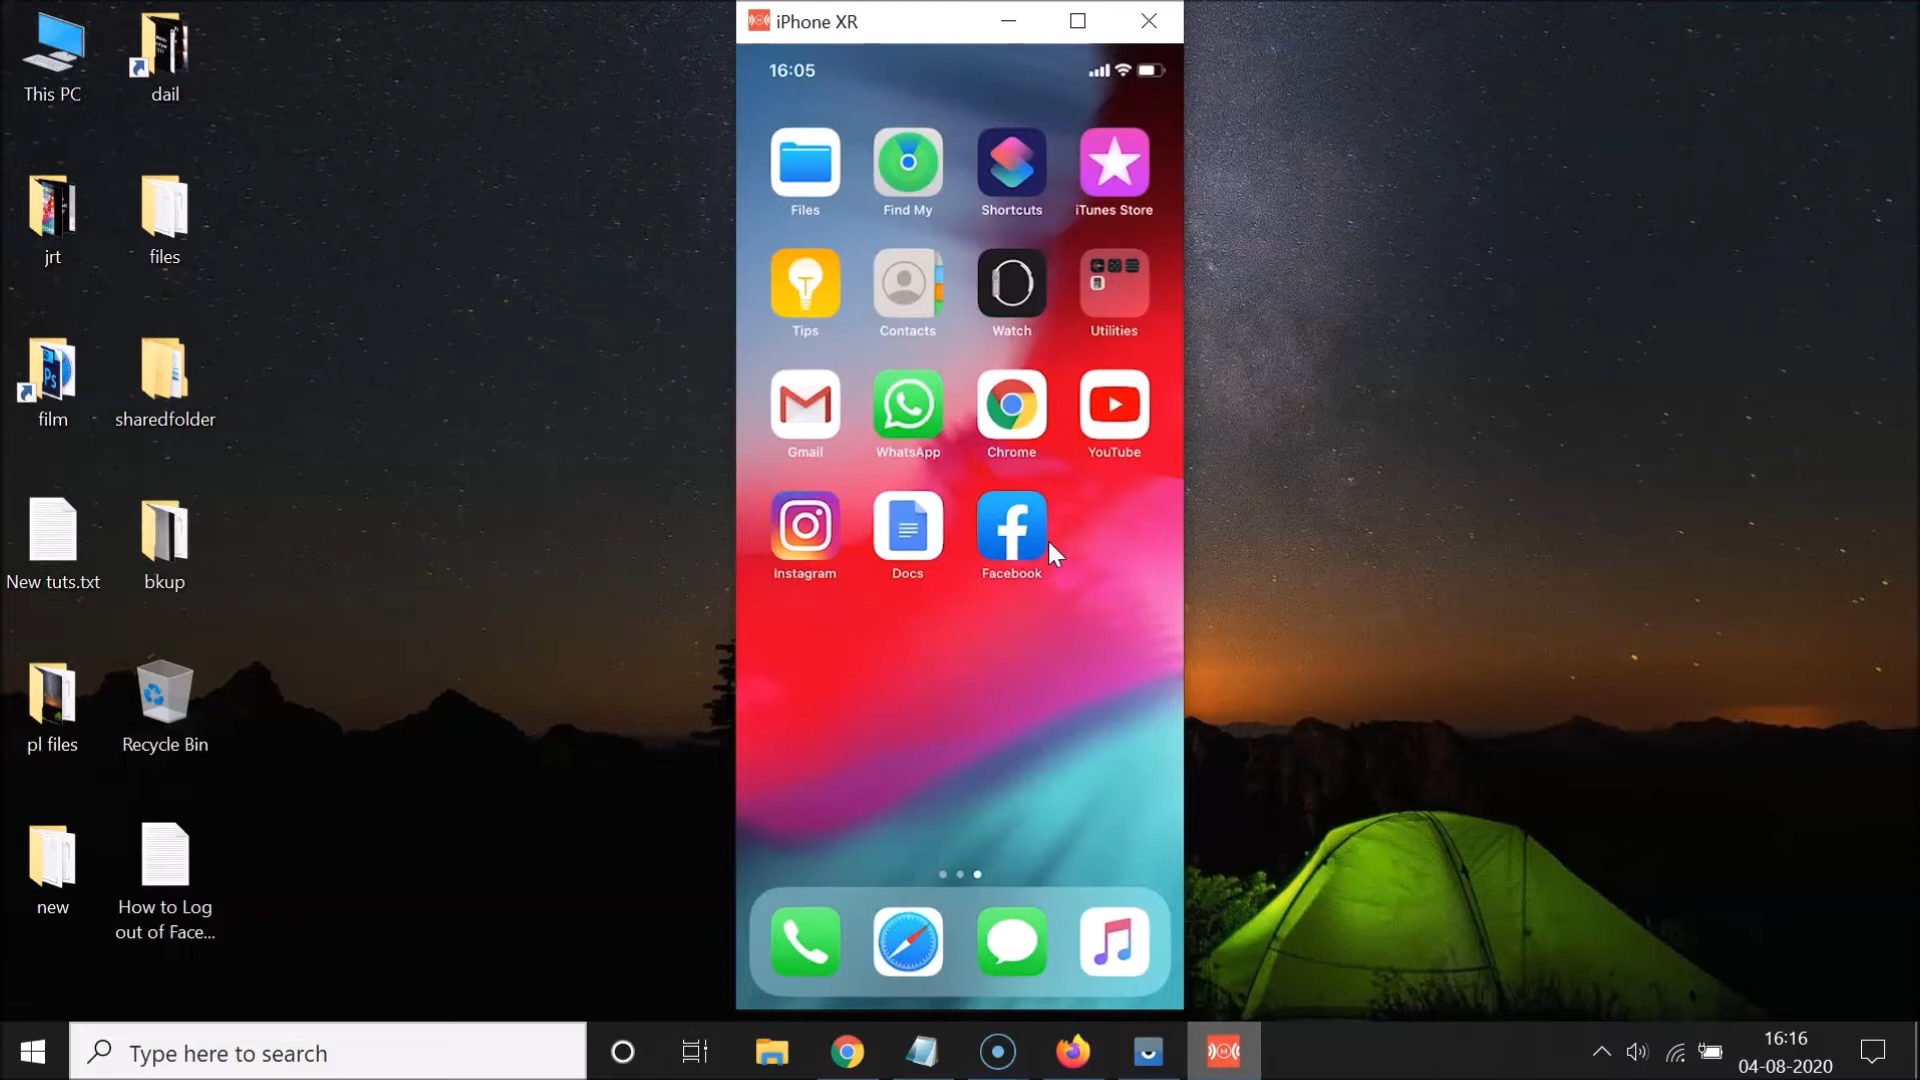 This PC
dail
jrt
files
film
sharedfolder
New tuts.txt
bkup
pl files
Recycle Bin
new
How to Log
out of Face...
iPhone XR
16:05
Files
Find My
Shortcuts
iTunes Store
Tips
Contacts
Watch
Utilities
Gmail
WhatsApp
Chrome
YouTube
Instagram
Docs
Facebook
Type here to search
16:16
04-08-2020